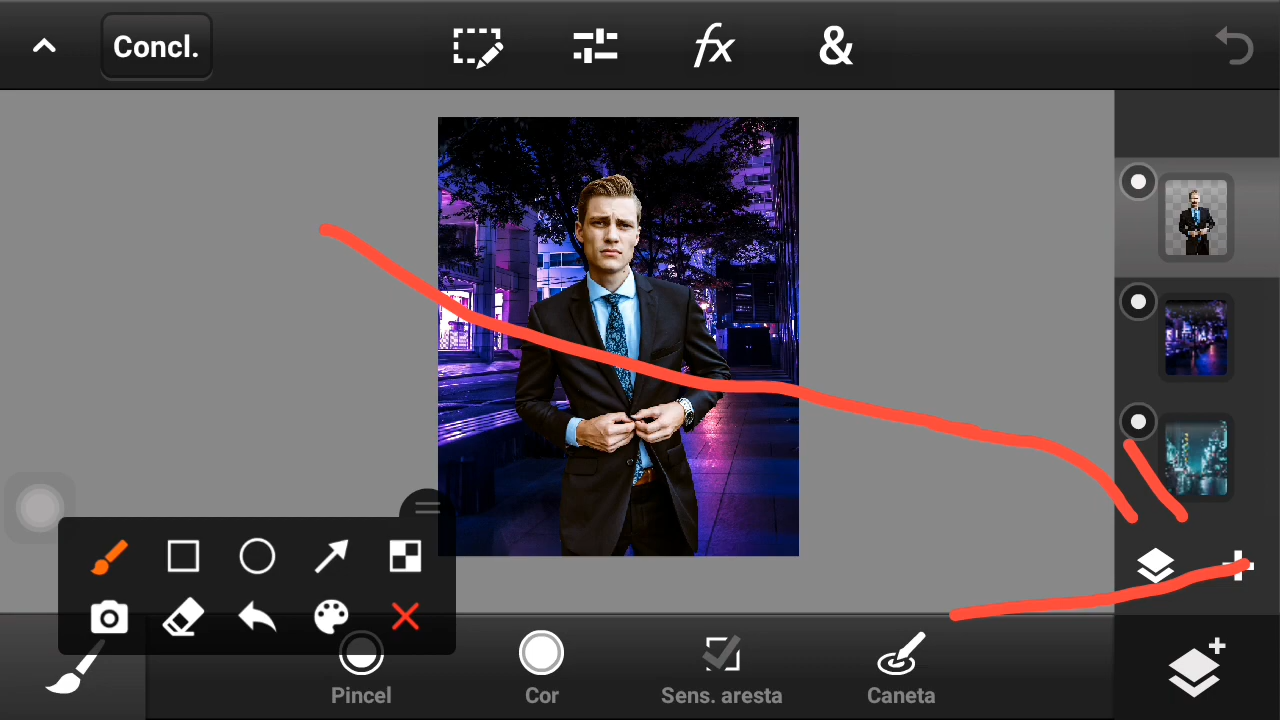 Concl.
fx
&
Pincel
Cor
Sens. aresta
Caneta